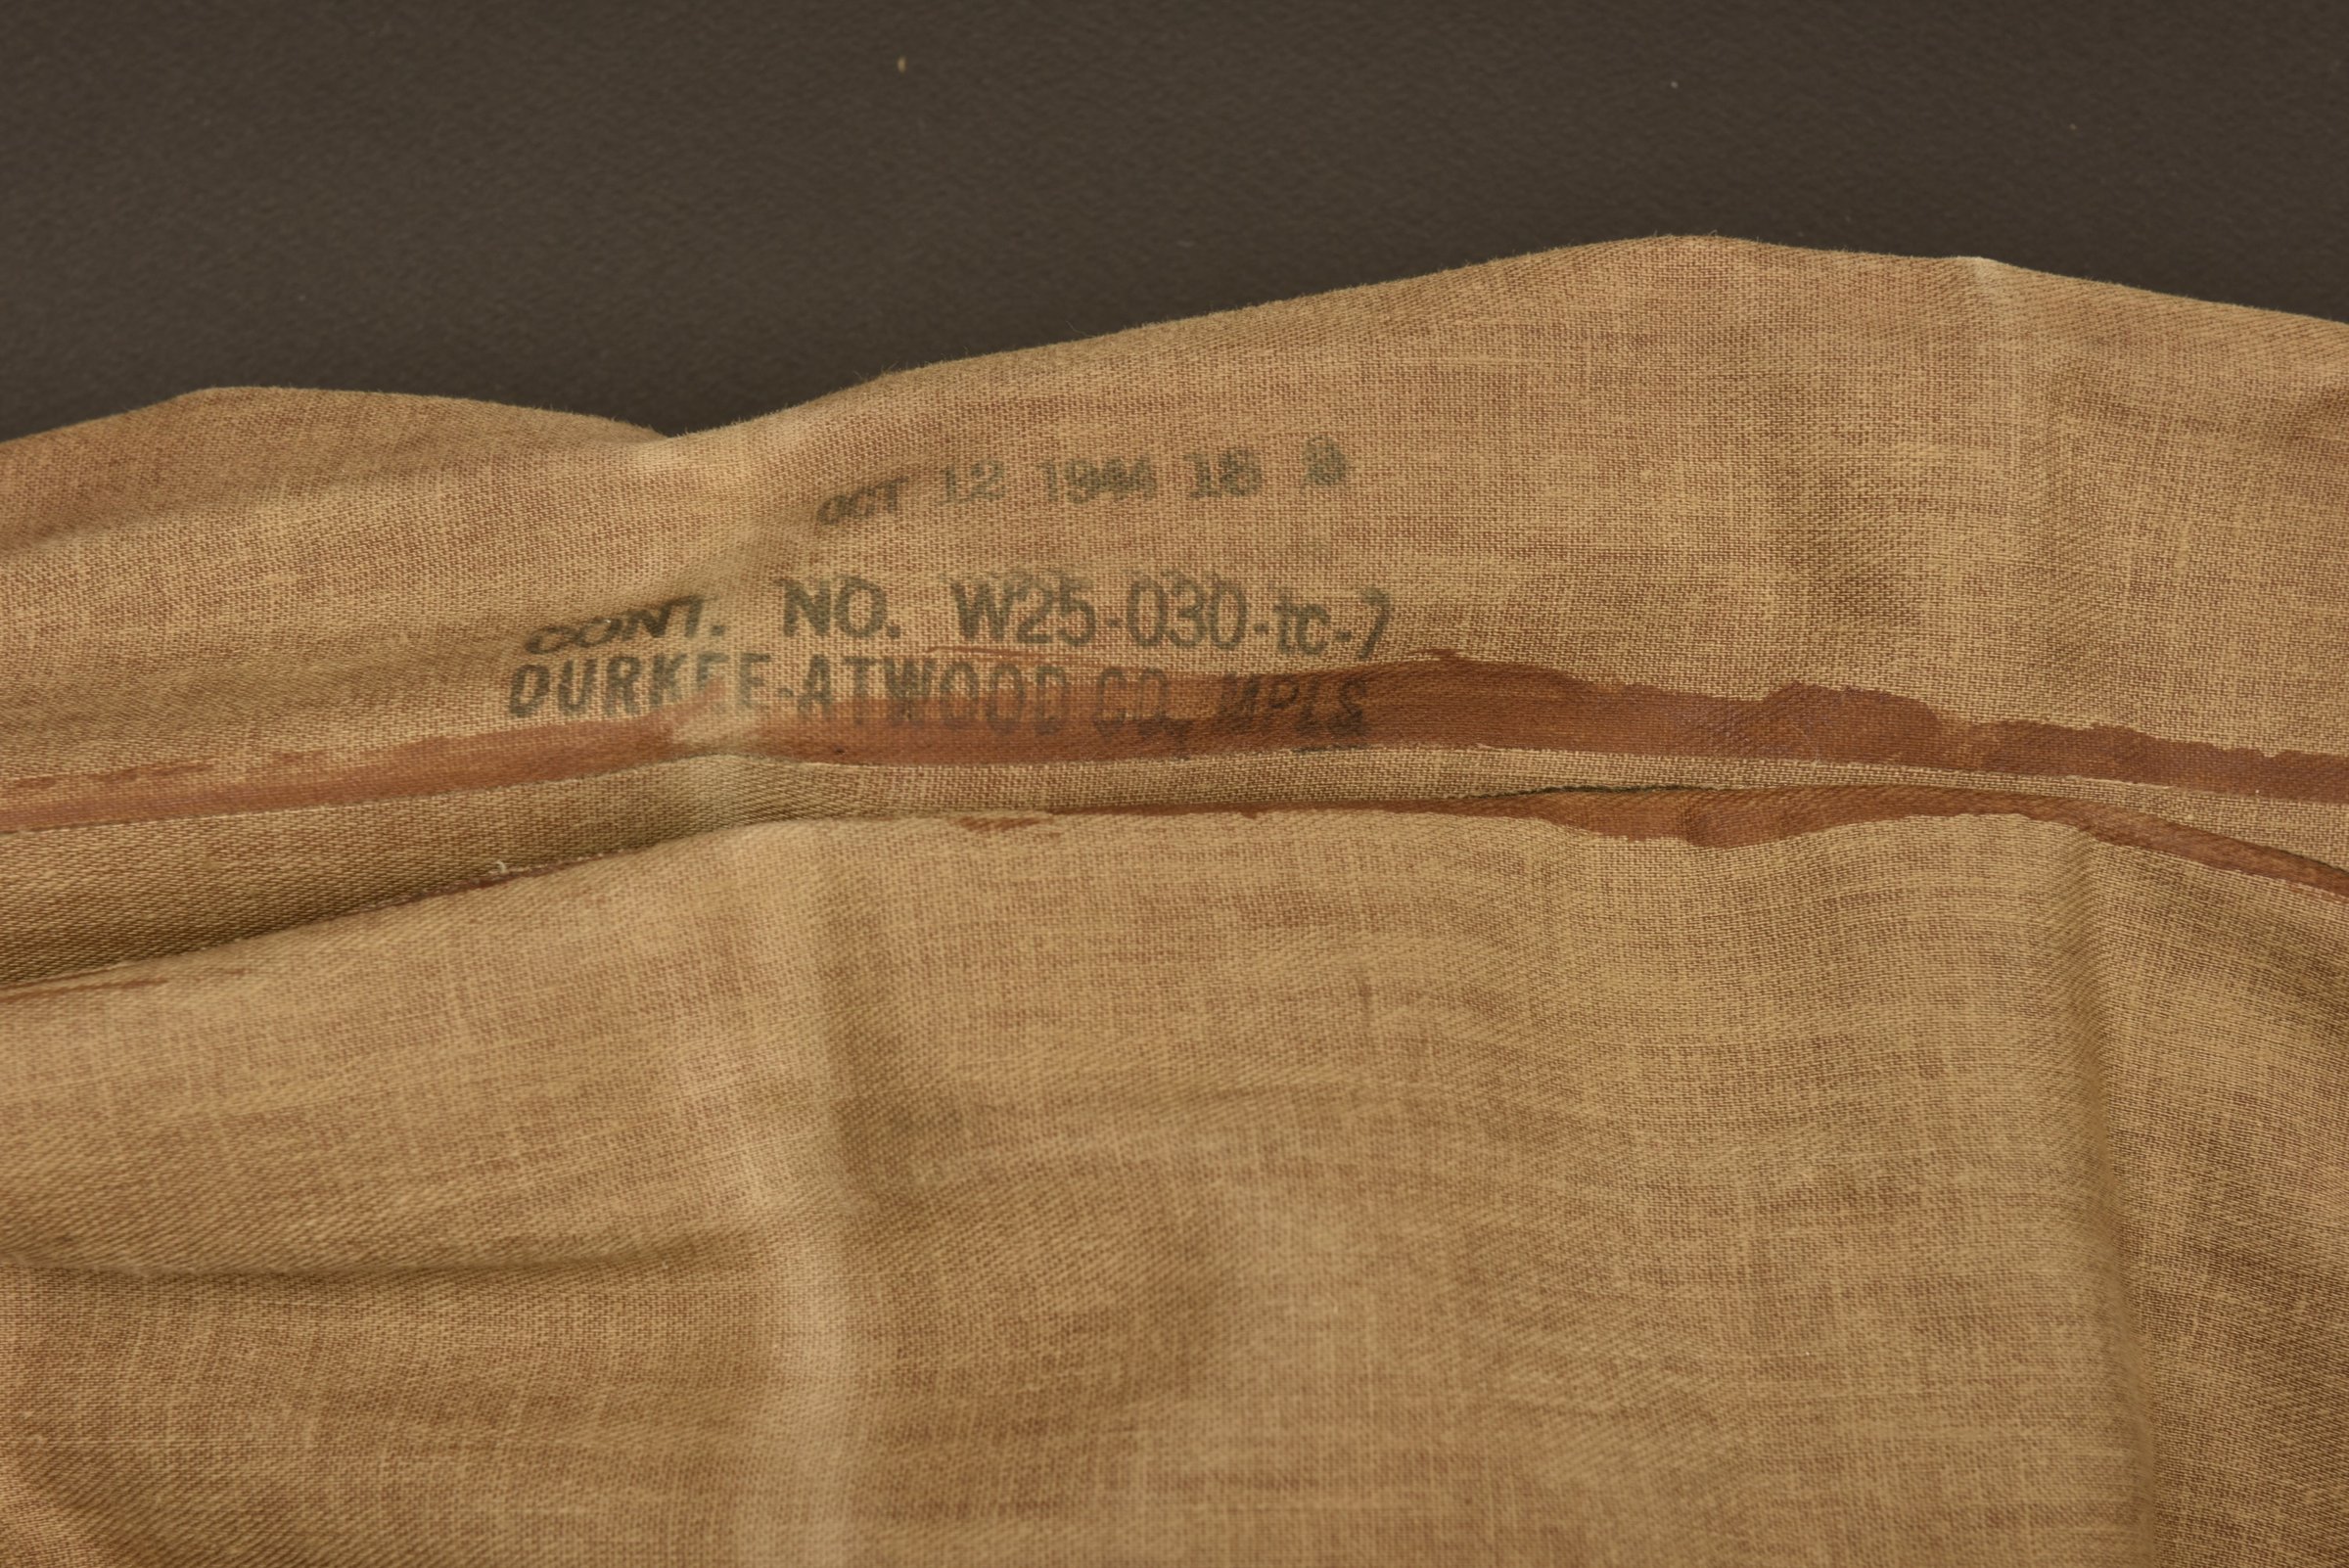 OCT 12 1944 18
CONT. NO. W25-030-tc-7
DURKEE-ATWOOD CO., MPLS